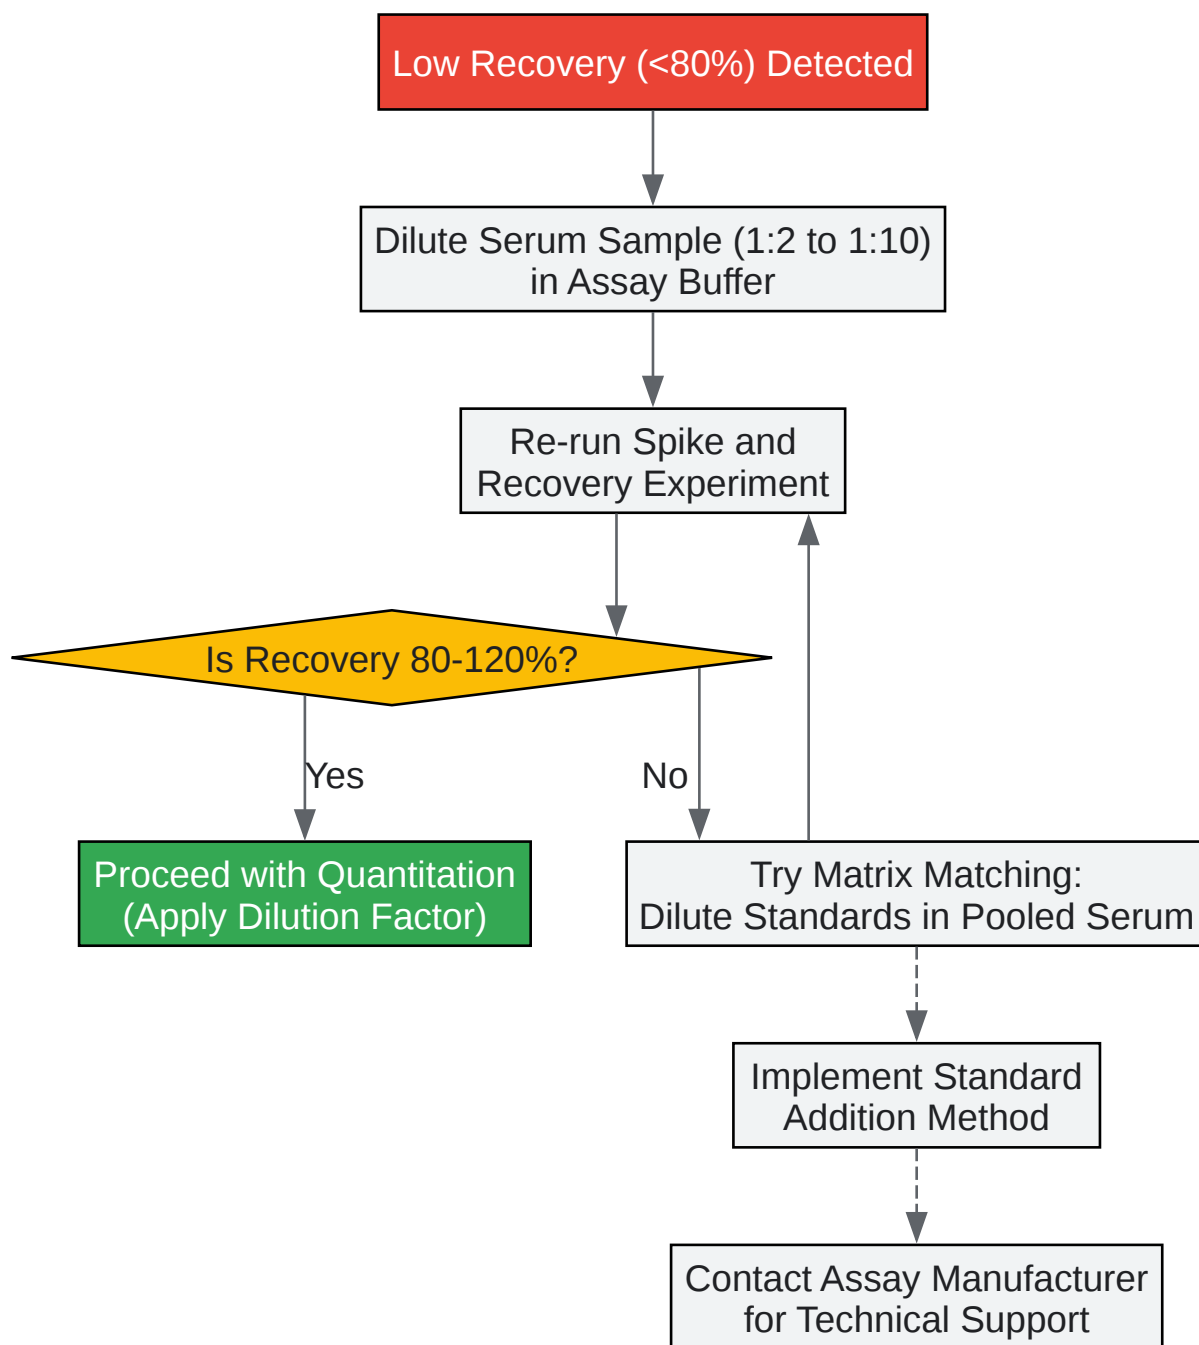 Low Recovery (<80%) Detected
Dilute Serum Sample (1:2 to 1:10)
in Assay Buffer
Re-run Spike and
Recovery Experiment
Is Recovery 80-120%?
Yes
No
Proceed with Quantitation
(Apply Dilution Factor)
Try Matrix Matching:
Dilute Standards in Pooled Serum
Implement Standard
Addition Method
Contact Assay Manufacturer
for Technical Support